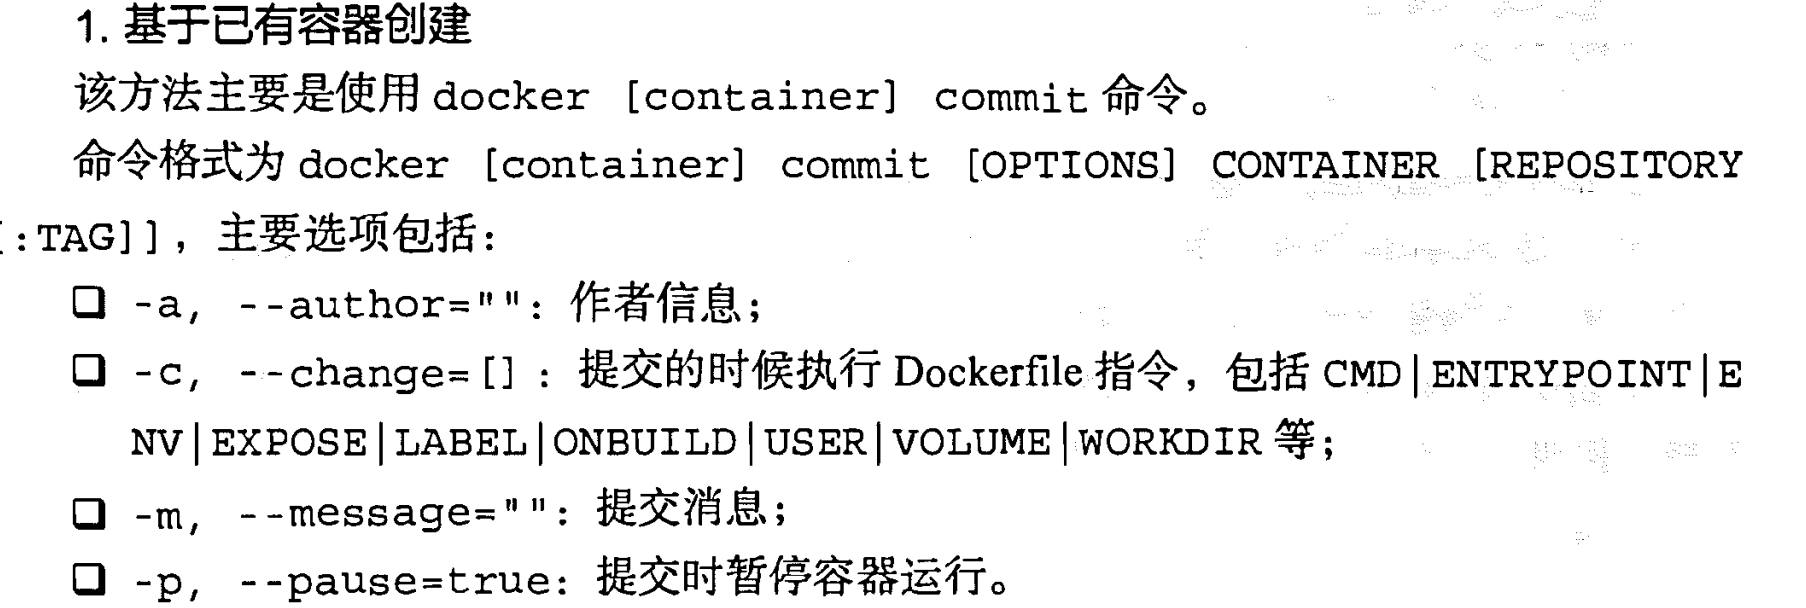 1. 基于已有容器创建
该方法主要是使用 docker [container] commit 命令。
命令格式为 docker [container] commit [OPTIONS] CONTAINER [REPOSITORY
[:TAG]]，主要选项包括：
❑ -a, --author=""：作者信息；
❑ -c, --change=[]：提交的时候执行 Dockerfile 指令，包括 CMD|ENTRYPOINT|E
NV|EXPOSE|LABEL|ONBUILD|USER|VOLUME|WORKDIR 等；
❑ -m, --message=""：提交消息；
❑ -p, --pause=true：提交时暂停容器运行。